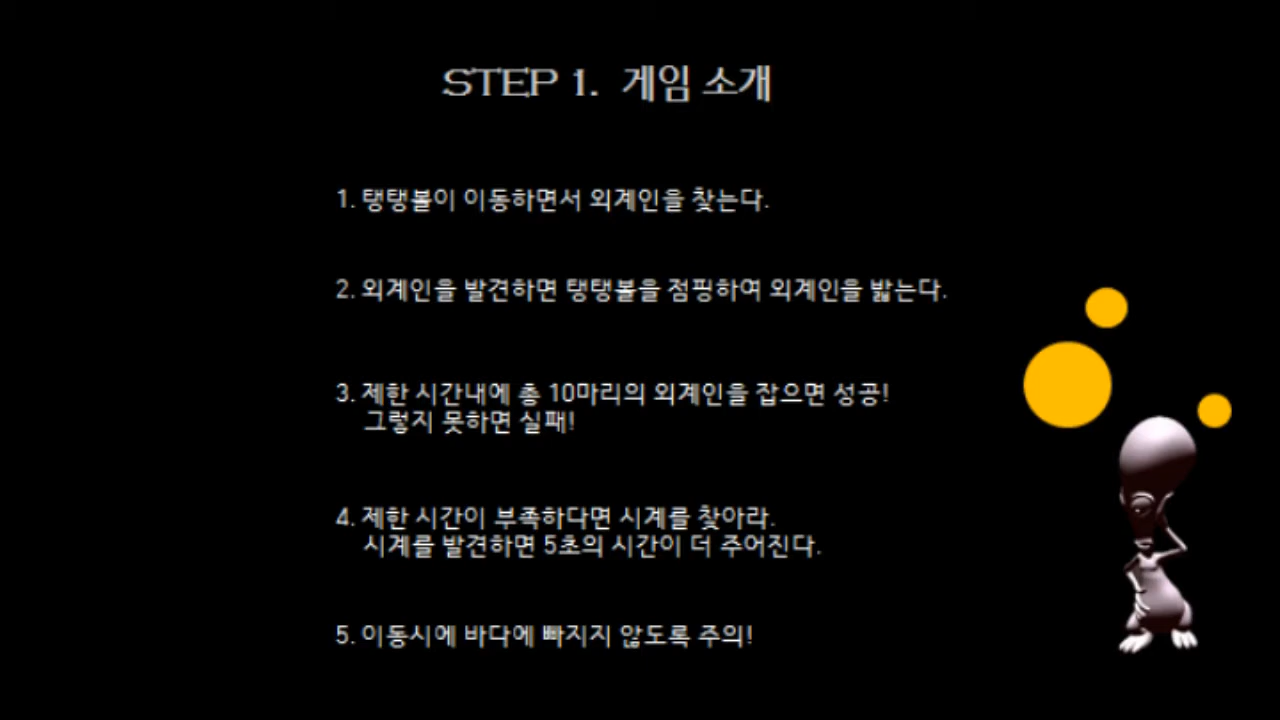 STEP 1. 게임 소개
1. 탱탱볼이 이동하면서 외계인을 찾는다.
2. 외계인을 발견하면 탱탱볼을 점핑하여 외계인을 밟는다.
3. 제한 시간내에 총 10마리의 외계인을 잡으면 성공!
그렇지 못하면 실패!
4. 제한 시간이 부족하다면 시계를 찾아라.
시계를 발견하면 5초의 시간이 더 주어진다.
5. 이동시에 바다에 빠지지 않도록 주의!